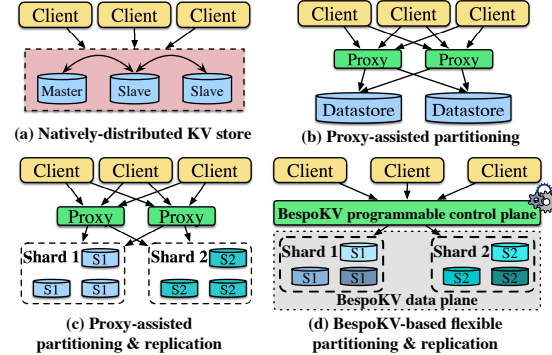 Client Client Client
Master Slave Slave
(a) Natively-distributed KV store
Client Client Client
Proxy Proxy
Datastore Datastore
(b) Proxy-assisted partitioning
Client Client Client
Proxy Proxy
Shard 1 S1 Shard 2 S2
S1 S1 S2 S2
(c) Proxy-assisted
partitioning & replication
Client Client Client
BespoKV programmable control plane
Shard 1 S1 Shard 2 S2
S1 S1 S2 S2
BespoKV data plane
(d) BespoKV-based flexible
partitioning & replication